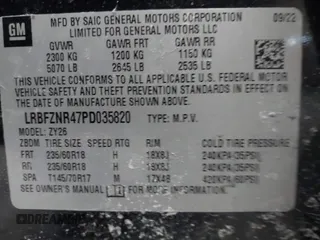 GM
MFD BY SAIC GENERAL MOTORS CORPORATION 09/22
LIMITED FOR GENERAL MOTORS LLC
GVWR GAWR FRT GAWR RR
2300 KG 1200 KG 1150 KG
5070 LB 2645 LB 2535 LB
THIS VEHICLE CONFORMS TO ALL APPLICABLE U.S. FEDERAL MOTOR
VEHICLE SAFETY, BUMPER, AND THEFT PREVENTION STANDARDS
IN EFFECT ON THE DATE OF MANUFACTURE SHOWN ABOVE.
LRBFZNR47PD035820 TYPE: M.P.V.
MODEL: ZY26
ZBDM TIRE SIZE SPEED RTG RIM COLD TIRE PRESSURE
FRT 235/60R18 H 18X8J 240KPA(35PSI)
RR 235/60R18 H 18X8J 240KPA(35PSI)
SPA T145/70R17 M 17X4B 420KPA(60PSI)
SEE OWNER'S MANUAL FOR ADDITIONAL INFORMATION.